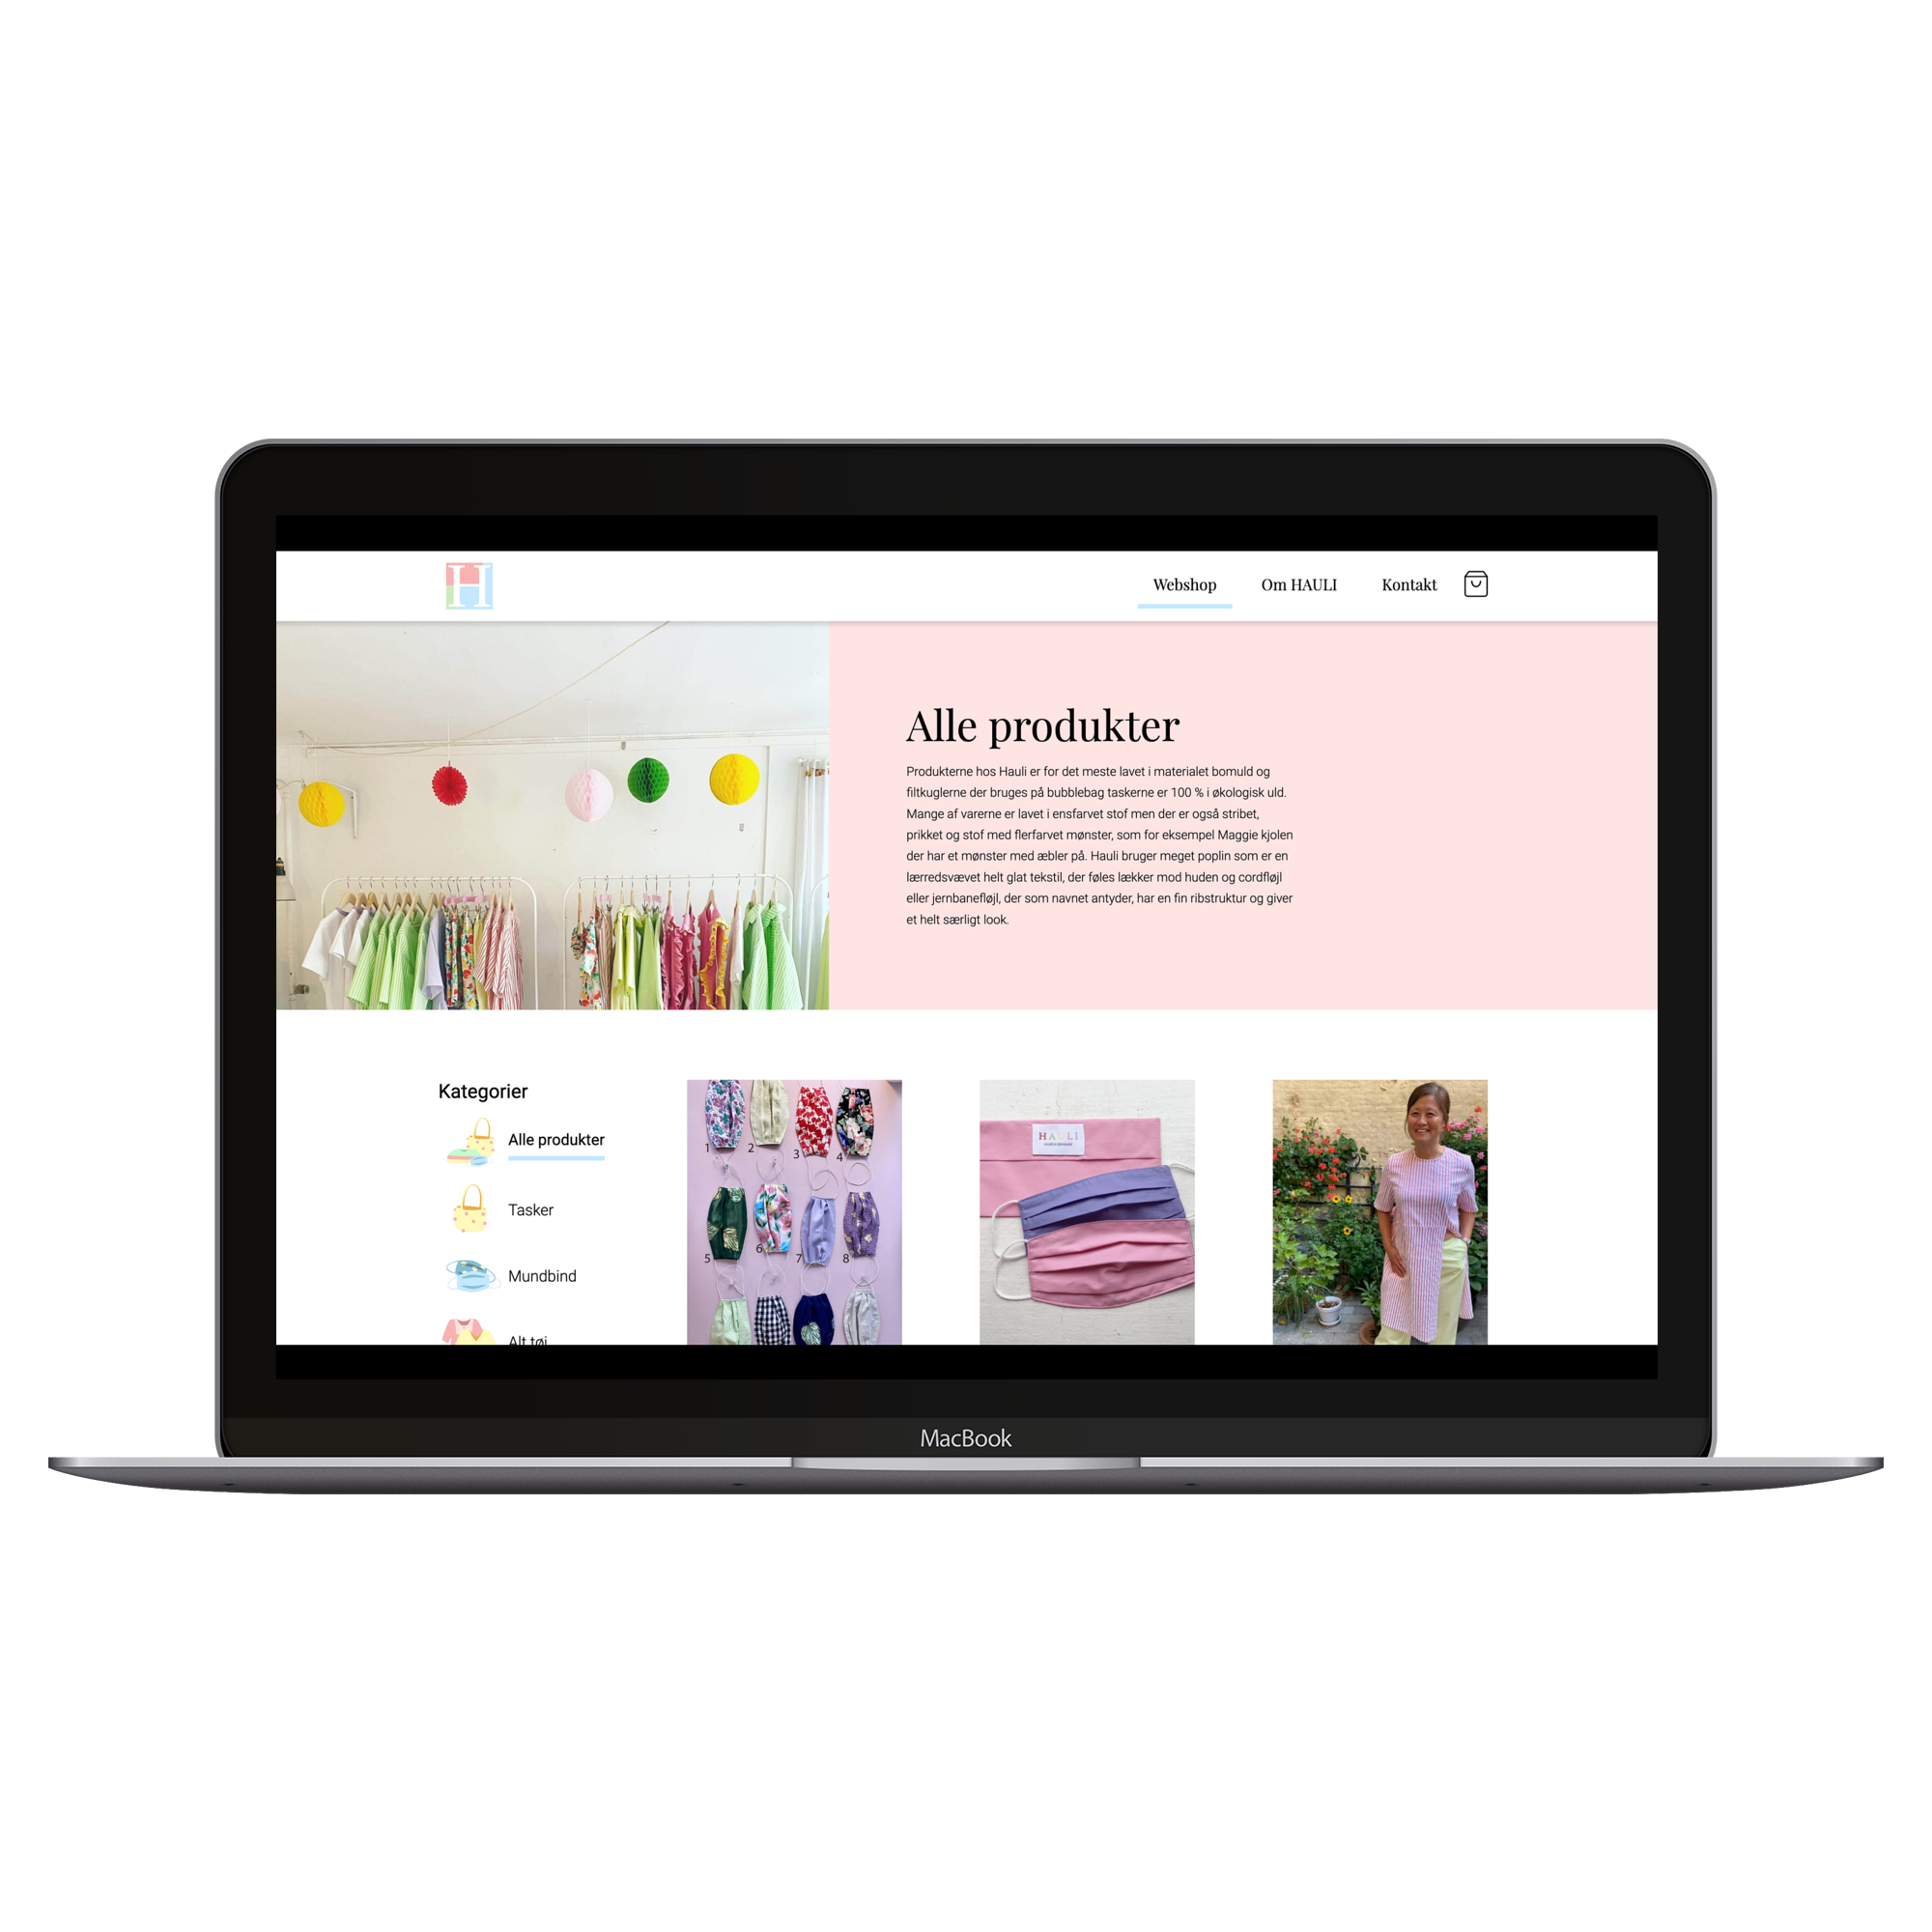 H
Webshop Om HAULI Kontakt
Alle produkter
Produkterne hos Hauli er for det meste lavet i materialet bomuld og
filtkuglerne der bruges på bubblebag taskerne er 100 % i økologisk uld.
Mange af varerne er lavet i ensfarvet stof men der er også stribet,
prikket og stof med flerfarvet mønster, som for eksempel Maggie kjolen
der har et mønster med æbler på. Hauli bruger meget poplin som er en
lærredsvævet helt glat tekstil, der føles lækker mod huden og cordfløjl
eller jernbanefløjl, der som navnet antyder, har en fin ribstruktur og giver
et helt særligt look.
Kategorier
Alle produkter
Tasker
Mundbind
Alt tøj
1 2 3 4
5 6 7 8
HAULI
MacBook